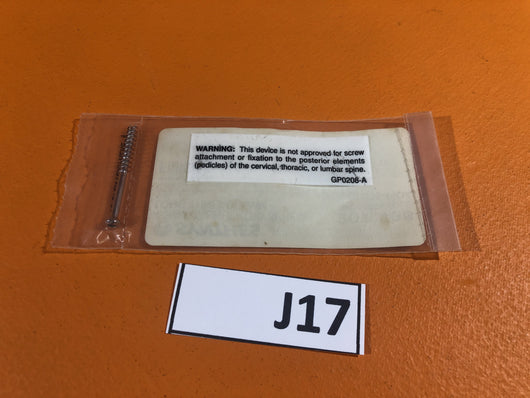 WARNING: This device is not approved for screw
attachment or fixation to the posterior elements
(pedicles) of the cervical, thoracic, or lumbar spine.
GP0208-A
J17